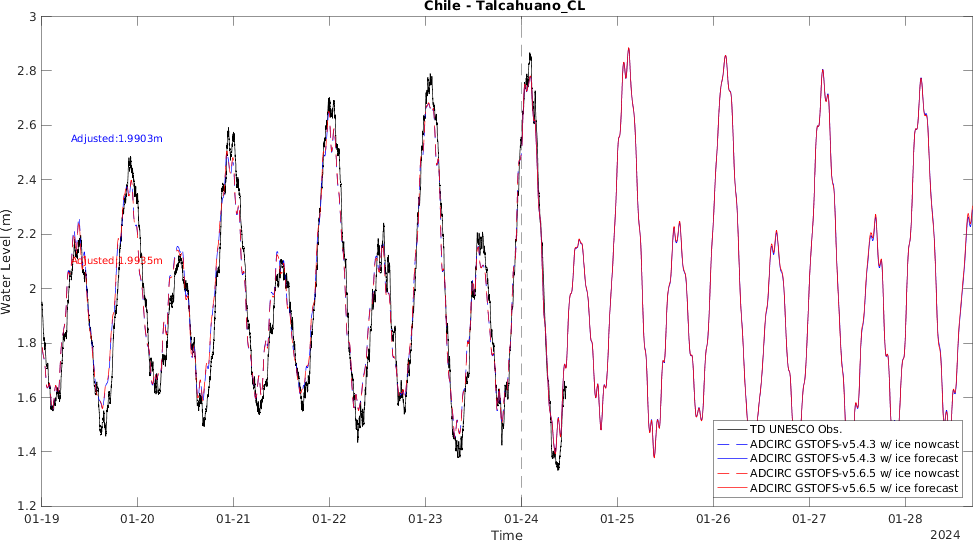 Chile - Talcahuano_CL
3
2.8
2.6
2.4
2.2
2
1.8
1.6
1.4
1.2
Water Level (m)
Adjusted:1.9903m
Adjusted:1.9935m
TD UNESCO Obs.
ADCIRC GSTOFS-v5.4.3 w/ ice nowcast
ADCIRC GSTOFS-v5.4.3 w/ ice forecast
ADCIRC GSTOFS-v5.6.5 w/ ice nowcast
ADCIRC GSTOFS-v5.6.5 w/ ice forecast
01-19 01-20 01-21 01-22 01-23 01-24 01-25 01-26 01-27 01-28
Time
2024